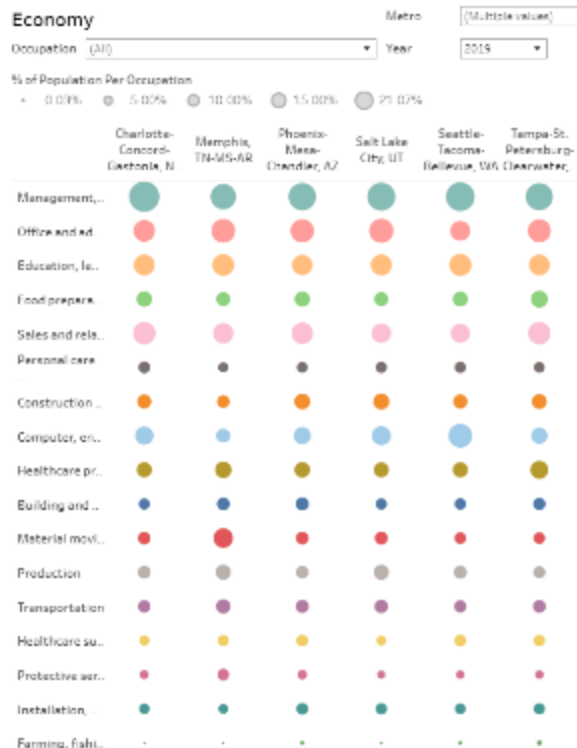 Economy
Metro (Multiple values)
Occupation (All) Year 2019
% of Population Per Occupation
0.03% 5.00% 10.00% 15.00% 21.07%
Charlotte-Concord-Gastonia, N
Memphis, TN-MS-AR
Phoenix-Mesa-Chandler, AZ
Salt Lake City, UT
Seattle-Tacoma-Bellevue, WA
Tampa-St. Petersburg-Clearwater,
Management,..
Office and ad..
Education, le..
Food prepara..
Sales and rela..
Personal care
..
Construction ..
Computer, en..
Healthcare pr..
Building and ..
Material movi..
Production
Transportation
Healthcare su..
Protective ser..
Installation, ..
Farming, fishi..